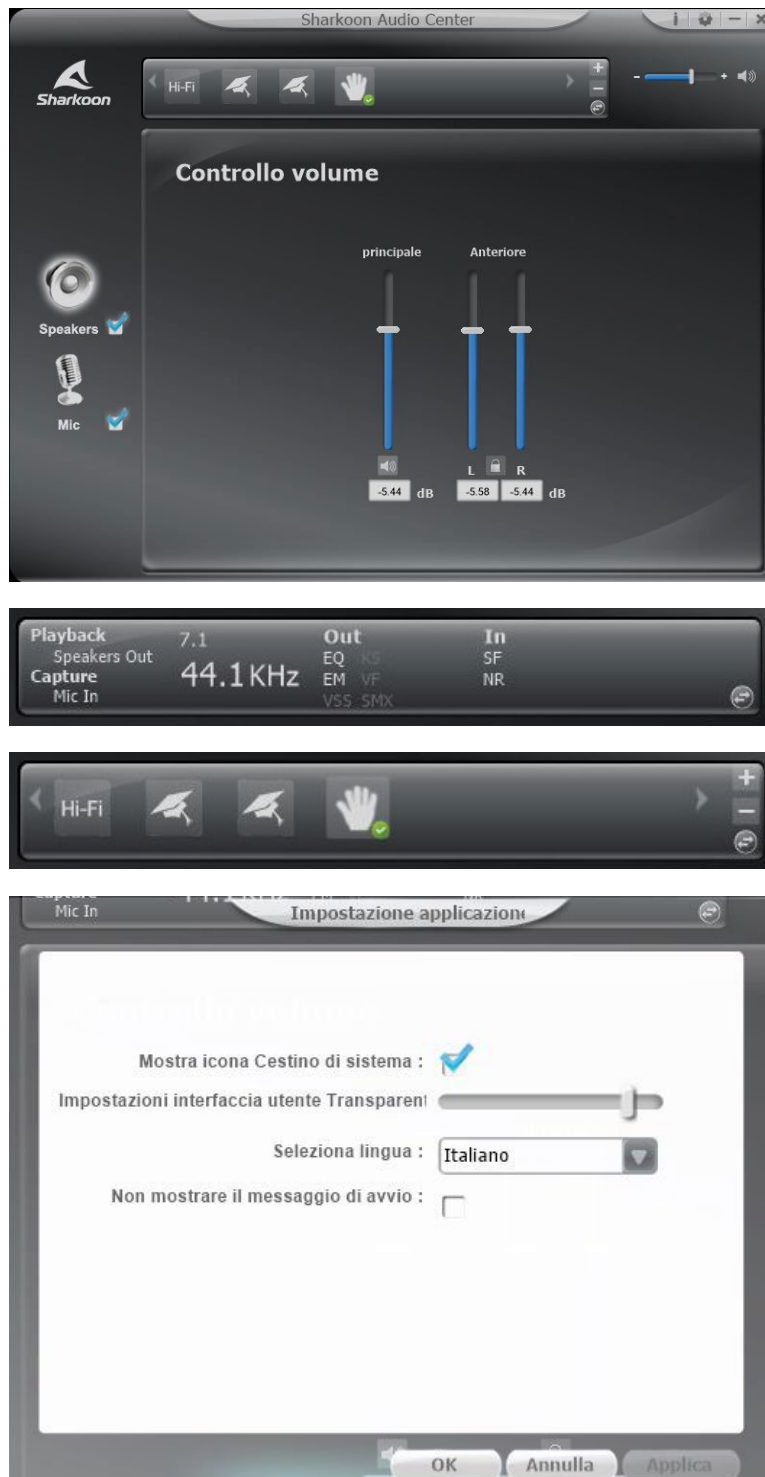 Sharkoon Audio Center
i
Sharkoon
Hi-Fi
Controllo volume
principale Anteriore
Speakers
Mic
L R
-5.44 dB -5.58 -5.44 dB
Playback 7.1 Out In
Speakers Out EQ KS SF
Capture 44.1KHz EM VF NR
Mic In VSS SMX
Hi-Fi
Mic In Impostazione applicazione
Mostra icona Cestino di sistema :
Impostazioni interfaccia utente Transparent
Seleziona lingua : Italiano
Non mostrare il messaggio di avvio :
OK Annulla Applica